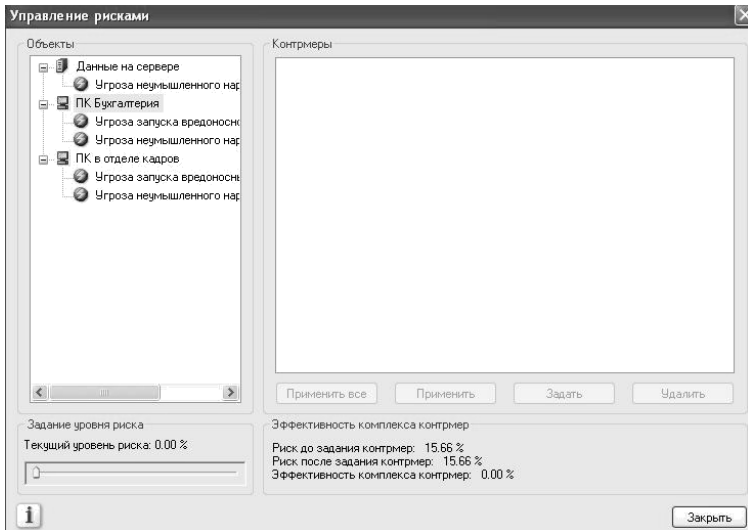 Управление рисками
Объекты
Данные на сервере
Угроза неумышленного нар
ПК Бухгалтерия
Угроза запуска вредоносн
Угроза неумышленного нар
ПК в отделе кадров
Угроза запуска вредоноснь
Угроза неумышленного нар
Контрмеры
Применить все
Применить
Задать
Удалить
Задание уровня риска
Текущий уровень риска: 0.00 %
Эффективность комплекса контрмер
Риск до задания контрмер: 15.66 %
Риск после задания контрмер: 15.66 %
Эффективность комплекса контрмер: 0.00 %
Закрыть